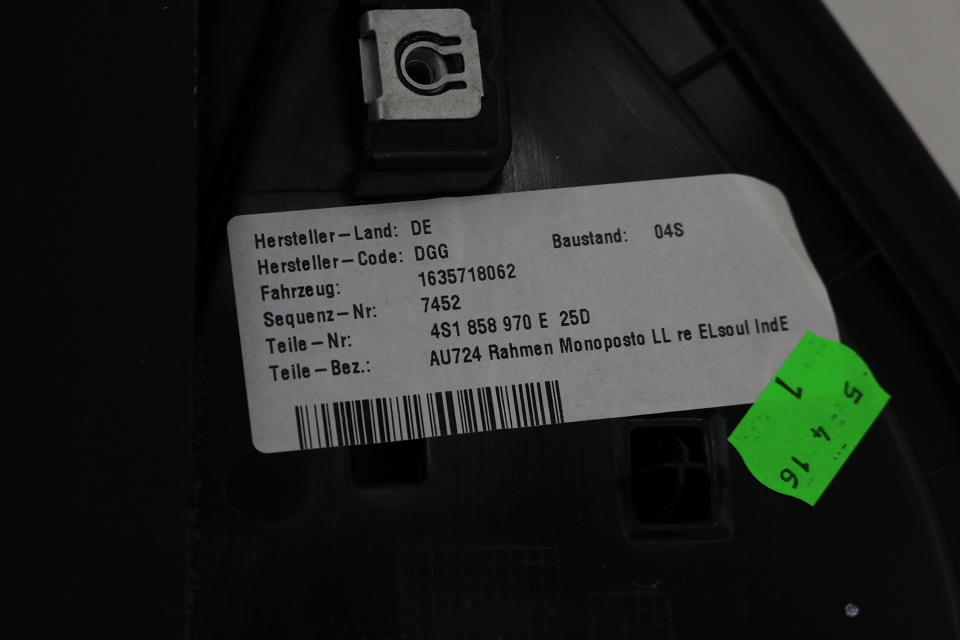 Hersteller-Land: DE
Hersteller-Code: DGG Baustand: 04S
Fahrzeug: 1635718062
Sequenz-Nr: 7452
Teile-Nr: 4S1 858 970 E 25D
Teile-Bez.: AU724 Rahmen Monoposto LL re ELsoul IndE
5 4 16
1